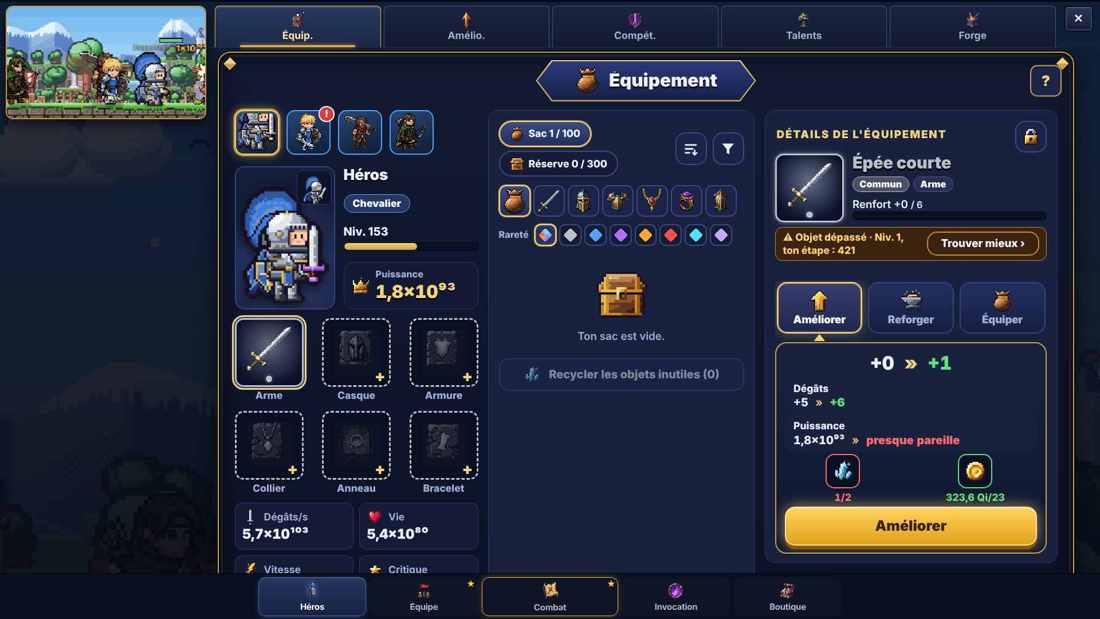 Équip.
Amélio.
Compét.
Talents
Forge
×
Équipement
?
!
Héros
Chevalier
Niv. 153
Puissance
1,8×10⁹³
Arme
Casque
Armure
Collier
Anneau
Bracelet
Dégâts/s
5,7×10¹⁰³
Vie
5,4×10⁸⁰
Vitesse
Critique
Sac 1 / 100
Réserve 0 / 300
Rareté
Ton sac est vide.
Recycler les objets inutiles (0)
DÉTAILS DE L'ÉQUIPEMENT
Épée courte
Commun
Arme
Renfort +0 / 6
Objet dépassé · Niv. 1,
ton étape : 421
Trouver mieux ›
Améliorer
Reforger
Équiper
+0 » +1
Dégâts
+5 » +6
Puissance
1,8×10⁹³ » presque pareille
1/2
323,6 Qi/23
Améliorer
Héros
Équipe
Combat
Invocation
Boutique